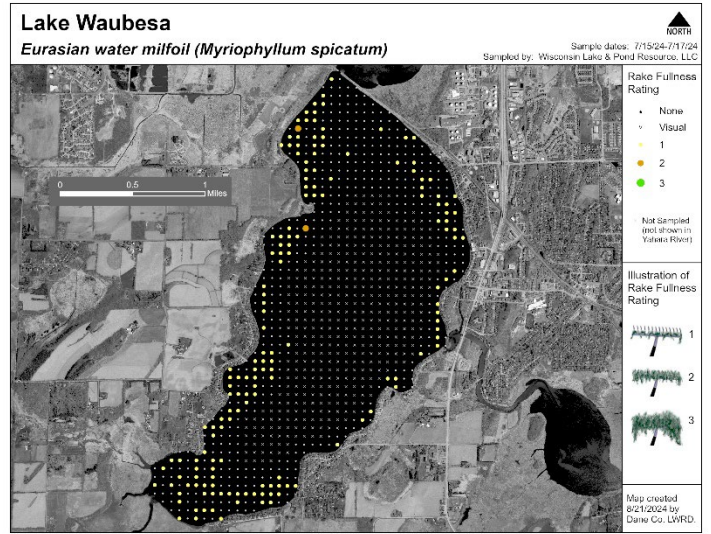 Lake Waubesa
Eurasian water milfoil (Myriophyllum spicatum)
NORTH
Sample dates: 7/15/24-7/17/24
Sampled by: Wisconsin Lake & Pond Resource, LLC
0 0.5 1
Miles
Rake Fullness
Rating
None
Visual
1
2
3
Not Sampled
(not shown in
Yahara River)
Illustration of
Rake Fullness
Rating
1
2
3
Map created
8/21/2024 by
Dane Co. LWRD.